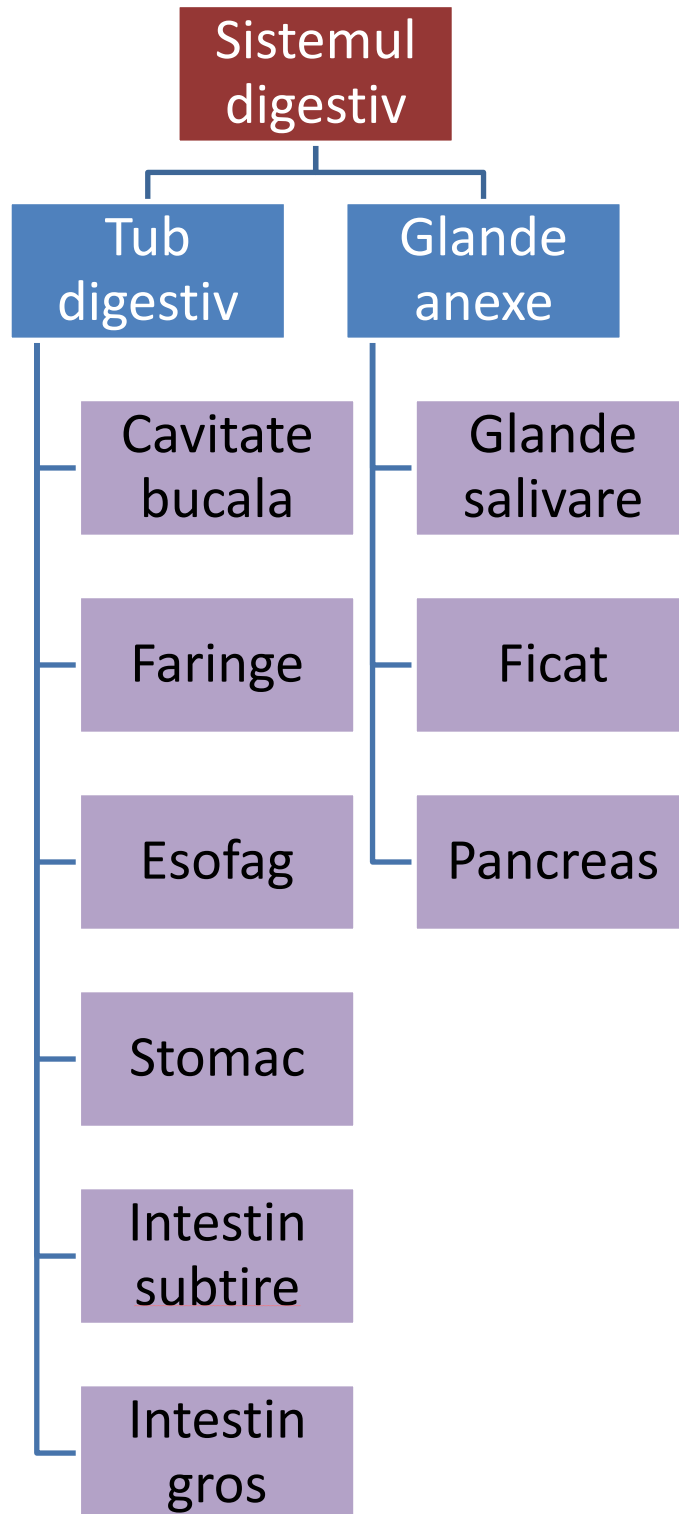 Sistemul
digestiv
Tub
digestiv
Cavitate
bucala
Faringe
Esofag
Stomac
Intestin
subtire
Intestin
gros
Glande
anexe
Glande
salivare
Ficat
Pancreas